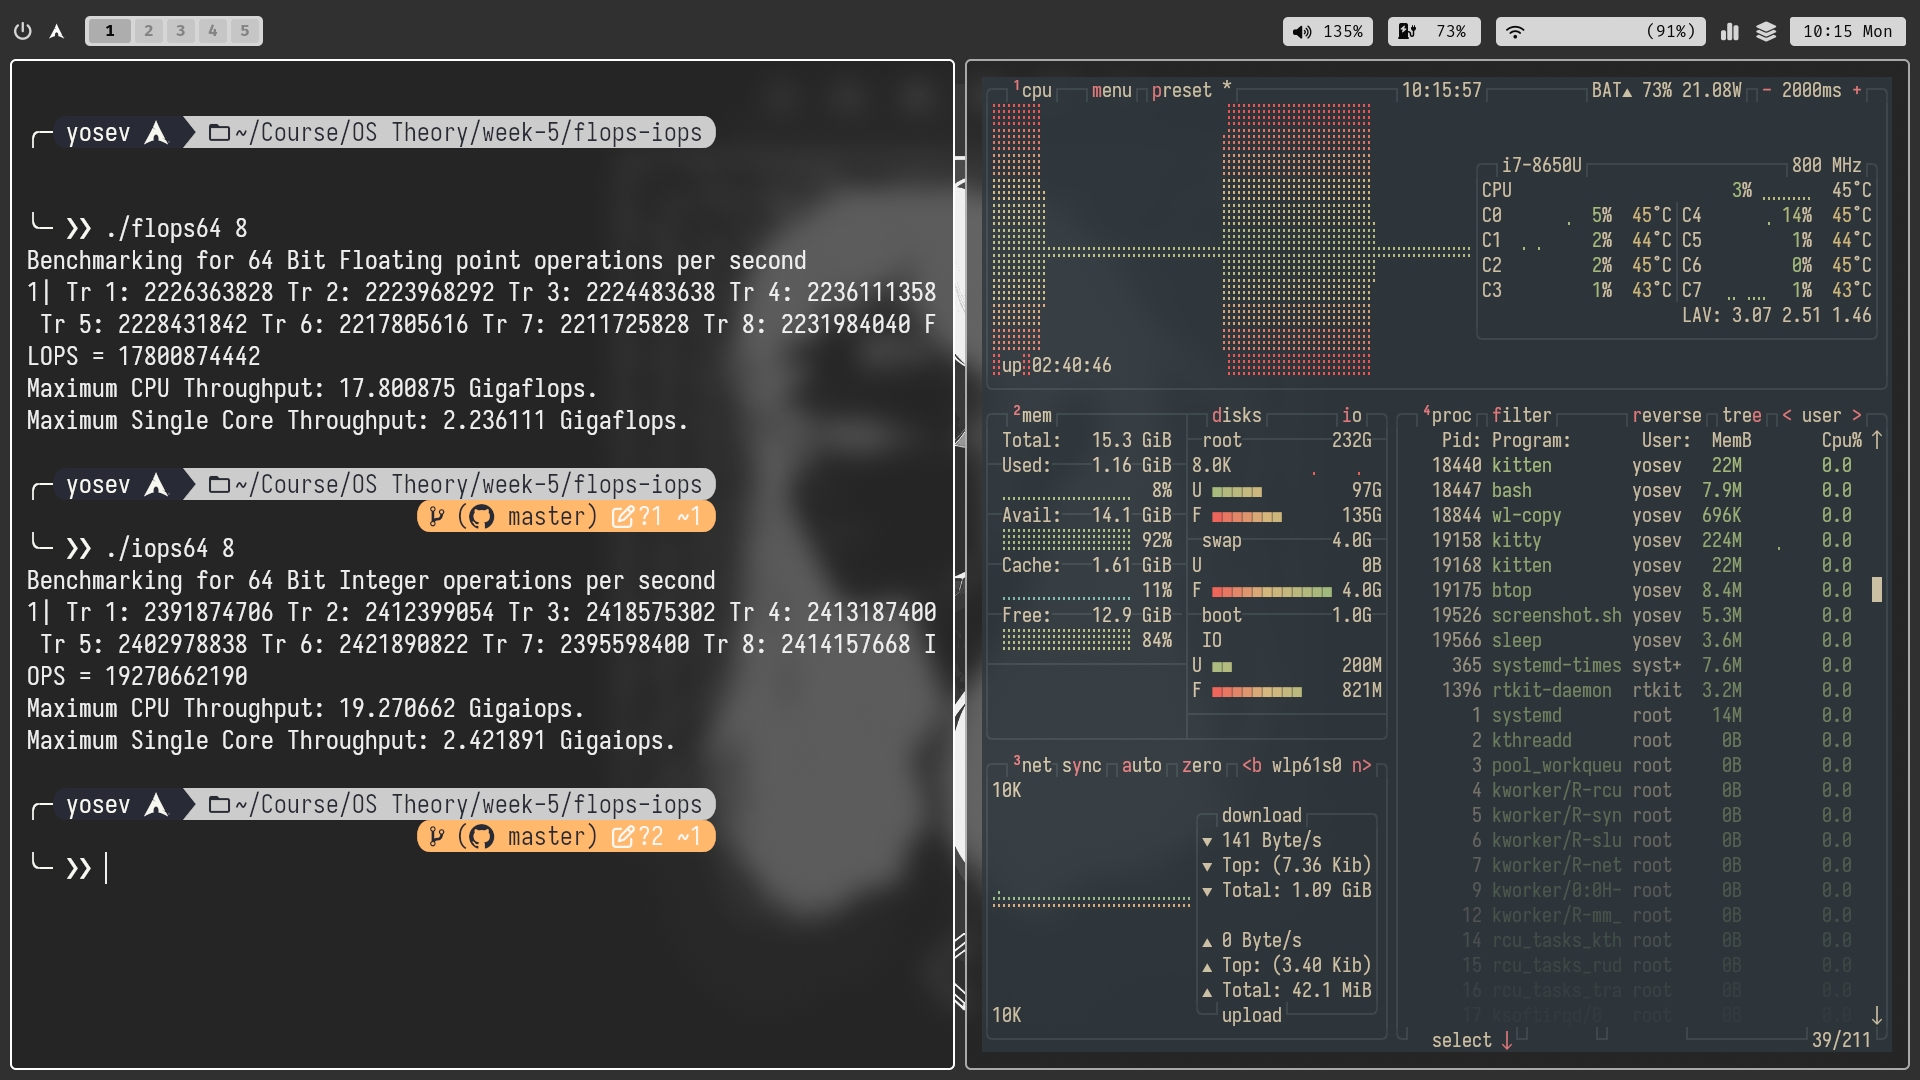 1 2 3 4 5
135%
73%
(91%)
10:15 Mon
yosev ~/Course/OS Theory/week-5/flops-iops
❯❯ ./flops64 8
Benchmarking for 64 Bit Floating point operations per second
1| Tr 1: 2226363828 Tr 2: 2223968292 Tr 3: 2224483638 Tr 4: 2236111358
Tr 5: 2228431842 Tr 6: 2217805616 Tr 7: 2211725828 Tr 8: 2231984040 F
LOPS = 17800874442
Maximum CPU Throughput: 17.800875 Gigaflops.
Maximum Single Core Throughput: 2.236111 Gigaflops.
yosev ~/Course/OS Theory/week-5/flops-iops
( master) ?1 ~1
❯❯ ./iops64 8
Benchmarking for 64 Bit Integer operations per second
1| Tr 1: 2391874706 Tr 2: 2412399054 Tr 3: 2418575302 Tr 4: 2413187400
Tr 5: 2402978838 Tr 6: 2421890822 Tr 7: 2395598400 Tr 8: 2414157668 I
OPS = 19270662190
Maximum CPU Throughput: 19.270662 Gigaiops.
Maximum Single Core Throughput: 2.421891 Gigaiops.
yosev ~/Course/OS Theory/week-5/flops-iops
( master) ?2 ~1
❯❯
¹cpu menu preset * 10:15:57 BAT▲ 73% 21.08W - 2000ms +
i7-8650U 800 MHz
CPU 3% 45°C
C0 5% 45°C C4 14% 45°C
C1 2% 44°C C5 1% 44°C
C2 2% 45°C C6 0% 45°C
C3 1% 43°C C7 1% 43°C
LAV: 3.07 2.51 1.46
up 02:40:46
²mem
Total: 15.3 GiB
Used: 1.16 GiB
8%
Avail: 14.1 GiB
92%
Cache: 1.61 GiB
11%
Free: 12.9 GiB
84%
disks io
root 232G
8.0K
U 97G
F 135G
swap 4.0G
U 0B
F 4.0G
boot 1.0G
IO
U 200M
F 821M
³net sync auto zero <b wlp61s0 n>
10K
download
▼ 141 Byte/s
▼ Top: (7.36 Kib)
▼ Total: 1.09 GiB
▲ 0 Byte/s
▲ Top: (3.40 Kib)
▲ Total: 42.1 MiB
10K
upload
⁴proc filter reverse tree < user >
Pid: Program: User: MemB Cpu% ↑
18440 kitten yosev 22M 0.0
18447 bash yosev 7.9M 0.0
18844 wl-copy yosev 696K 0.0
19158 kitty yosev 224M 0.0
19168 kitten yosev 22M 0.0
19175 btop yosev 8.4M 0.0
19526 screenshot.sh yosev 5.3M 0.0
19566 sleep yosev 3.6M 0.0
365 systemd-times syst+ 7.6M 0.0
1396 rtkit-daemon rtkit 3.2M 0.0
1 systemd root 14M 0.0
2 kthreadd root 0B 0.0
3 pool_workqueu root 0B 0.0
4 kworker/R-rcu root 0B 0.0
5 kworker/R-syn root 0B 0.0
6 kworker/R-slu root 0B 0.0
7 kworker/R-net root 0B 0.0
9 kworker/0:0H- root 0B 0.0
12 kworker/R-mm_ root 0B 0.0
14 rcu_tasks_kth root 0B 0.0
15 rcu_tasks_rud root 0B 0.0
16 rcu_tasks_tra root 0B 0.0
17 ksoftirqd/0 root 0B 0.0 ↓
select ↓ 39/211